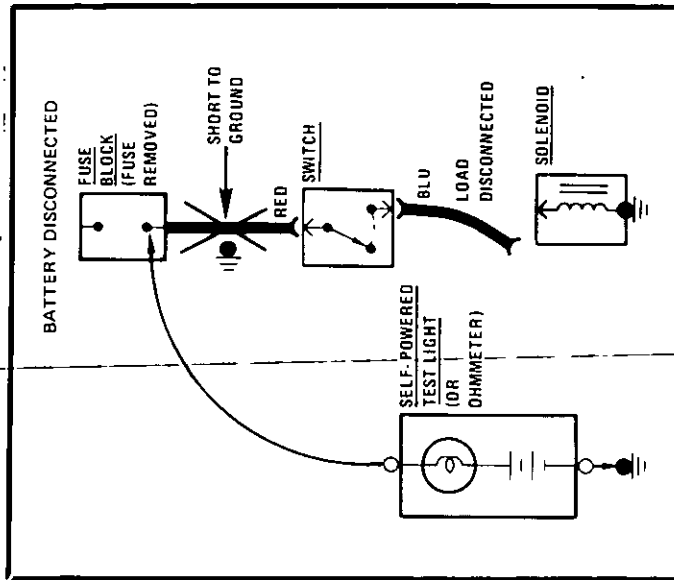 BATTERY DISCONNECTED
FUSE
BLOCK
(FUSE
REMOVED)
SHORT TO
GROUND
RED
SWITCH
BLU
LOAD
DISCONNECTED
SOLENOID
SELF-POWERED
TEST LIGHT
(OR
OHMMETER)